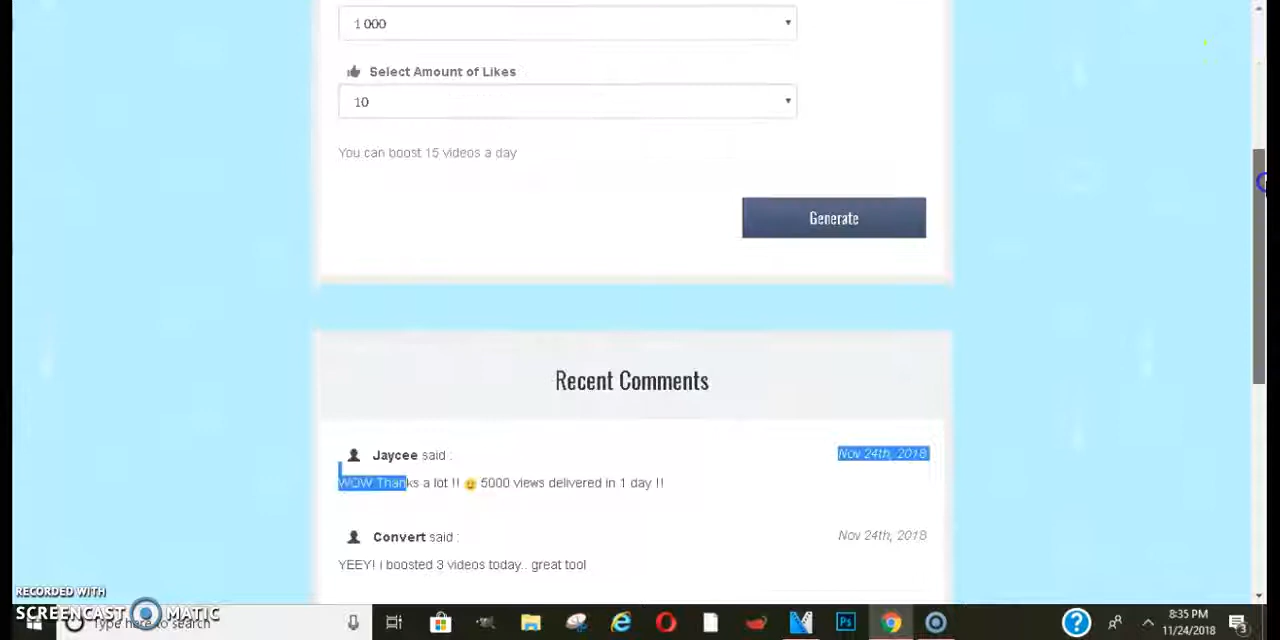 1 000
Select Amount of Likes
10
You can boost 15 videos a day
Generate
Recent Comments
Jaycee said :
Nov 24th, 2018
WOW Thanks a lot !! 5000 views delivered in 1 day !!
Convert said :
Nov 24th, 2018
YEEY! i boosted 3 videos today.. great tool
RECORDED WITH
SCREENCAST MATIC
Type here to search
Ps
8:35 PM
11/24/2018
3